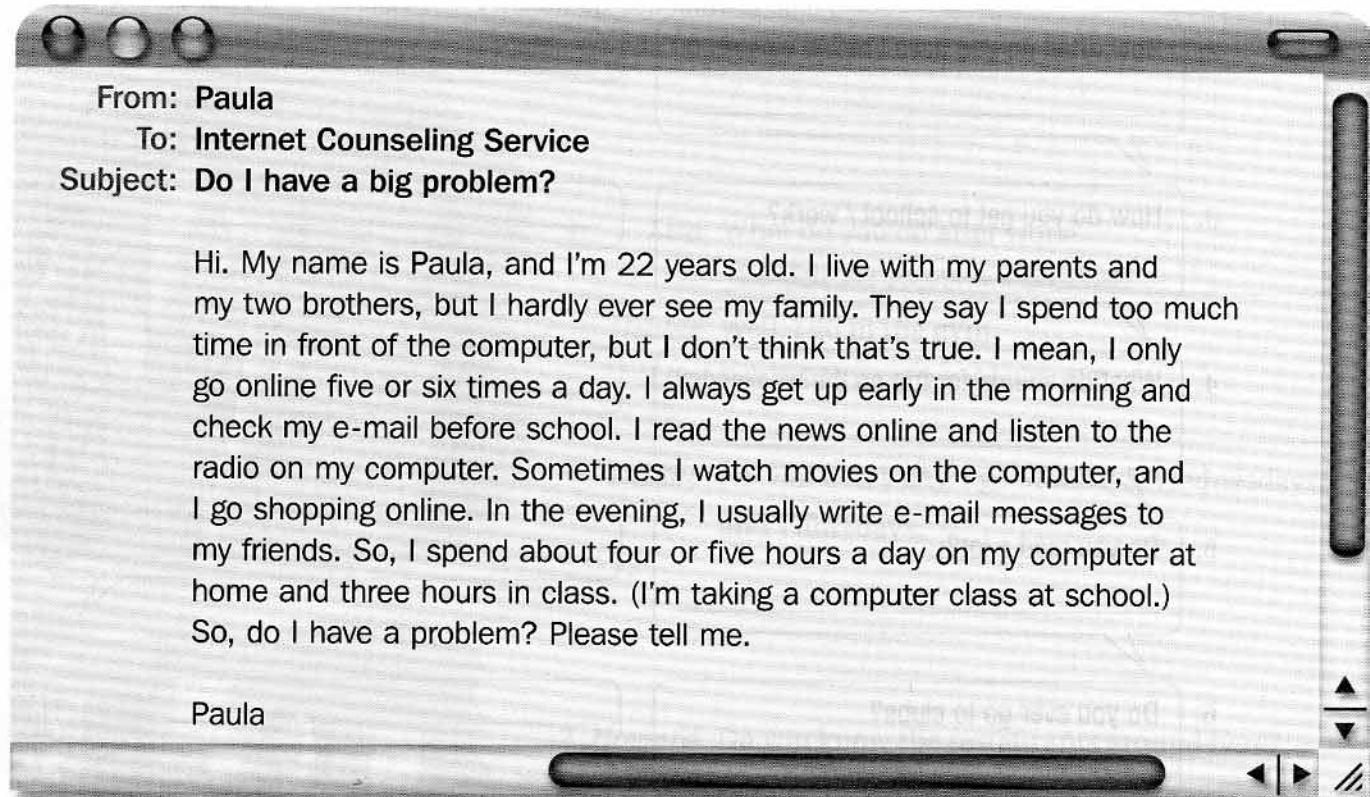 From: Paula
To: Internet Counseling Service
Subject: Do I have a big problem?
Hi. My name is Paula, and I'm 22 years old. I live with my parents and
my two brothers, but I hardly ever see my family. They say I spend too much
time in front of the computer, but I don't think that's true. I mean, I only
go online five or six times a day. I always get up early in the morning and
check my e-mail before school. I read the news online and listen to the
radio on my computer. Sometimes I watch movies on the computer, and
I go shopping online. In the evening, I usually write e-mail messages to
my friends. So, I spend about four or five hours a day on my computer at
home and three hours in class. (I'm taking a computer class at school.)
So, do I have a problem? Please tell me.
Paula